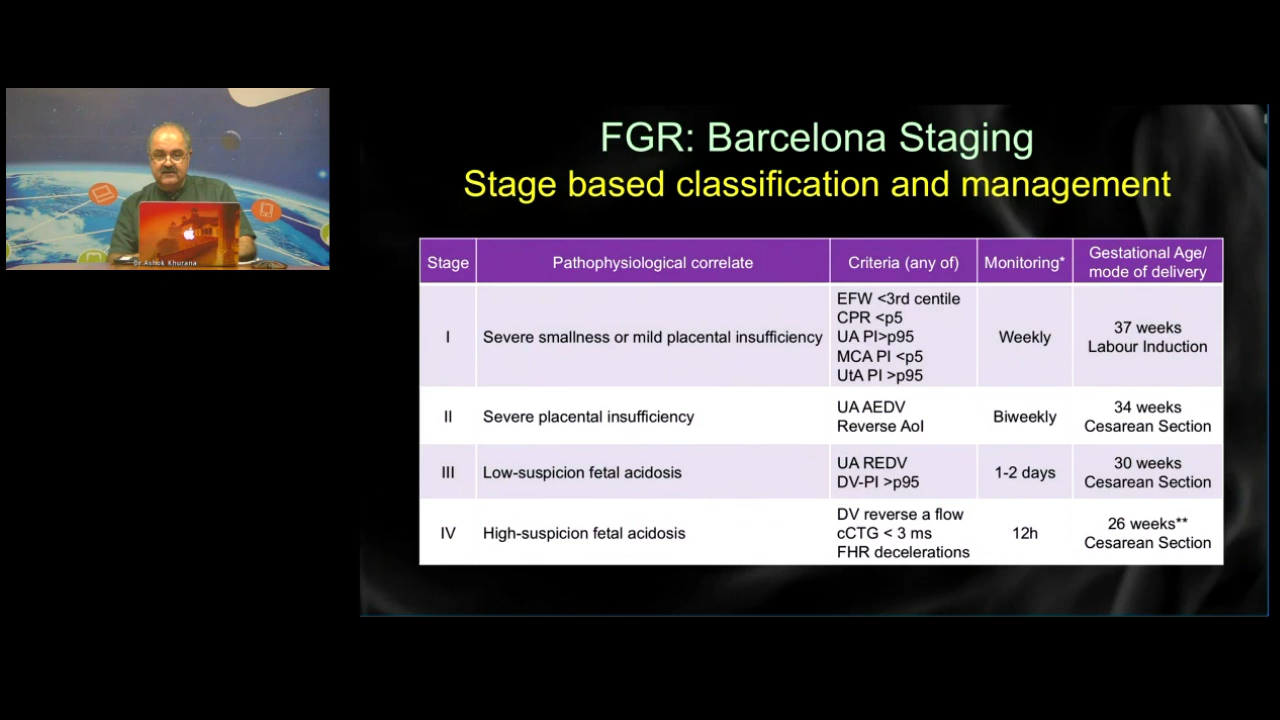 Dr Ashok Khurana
FGR: Barcelona Staging
Stage based classification and management
Stage Pathophysiological correlate Criteria (any of) Monitoring* Gestational Age/
mode of delivery
I Severe smallness or mild placental insufficiency EFW <3rd centile
CPR <p5
UA PI>p95
MCA PI <p5
UtA PI >p95
Weekly
37 weeks
Labour Induction
II Severe placental insufficiency UA AEDV
Reverse AoI
Biweekly
34 weeks
Cesarean Section
III Low-suspicion fetal acidosis UA REDV
DV-PI >p95
1-2 days
30 weeks
Cesarean Section
IV High-suspicion fetal acidosis DV reverse a flow
cCTG < 3 ms
FHR decelerations
12h
26 weeks**
Cesarean Section